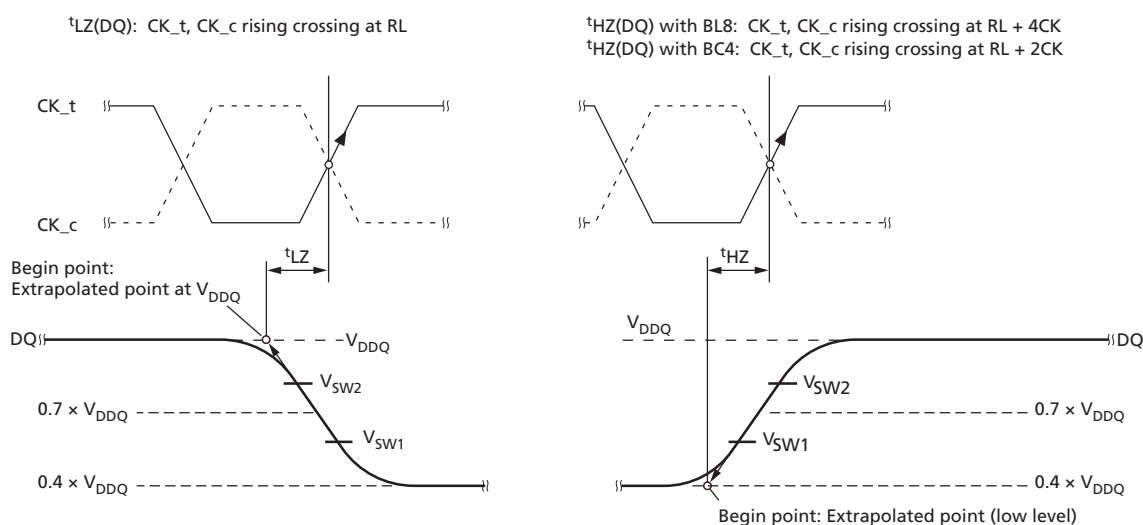 tLZ(DQ): CK_t, CK_c rising crossing at RL
tHZ(DQ) with BL8: CK_t, CK_c rising crossing at RL + 4CK
tHZ(DQ) with BC4: CK_t, CK_c rising crossing at RL + 2CK
CK_t
CK_c
tLZ
tHZ
Begin point:
Extrapolated point at VDDQ
DQ
VDDQ
VSW2
0.7 × VDDQ
VSW1
0.4 × VDDQ
VDDQ
DQ
VSW2
0.7 × VDDQ
VSW1
0.4 × VDDQ
Begin point: Extrapolated point (low level)